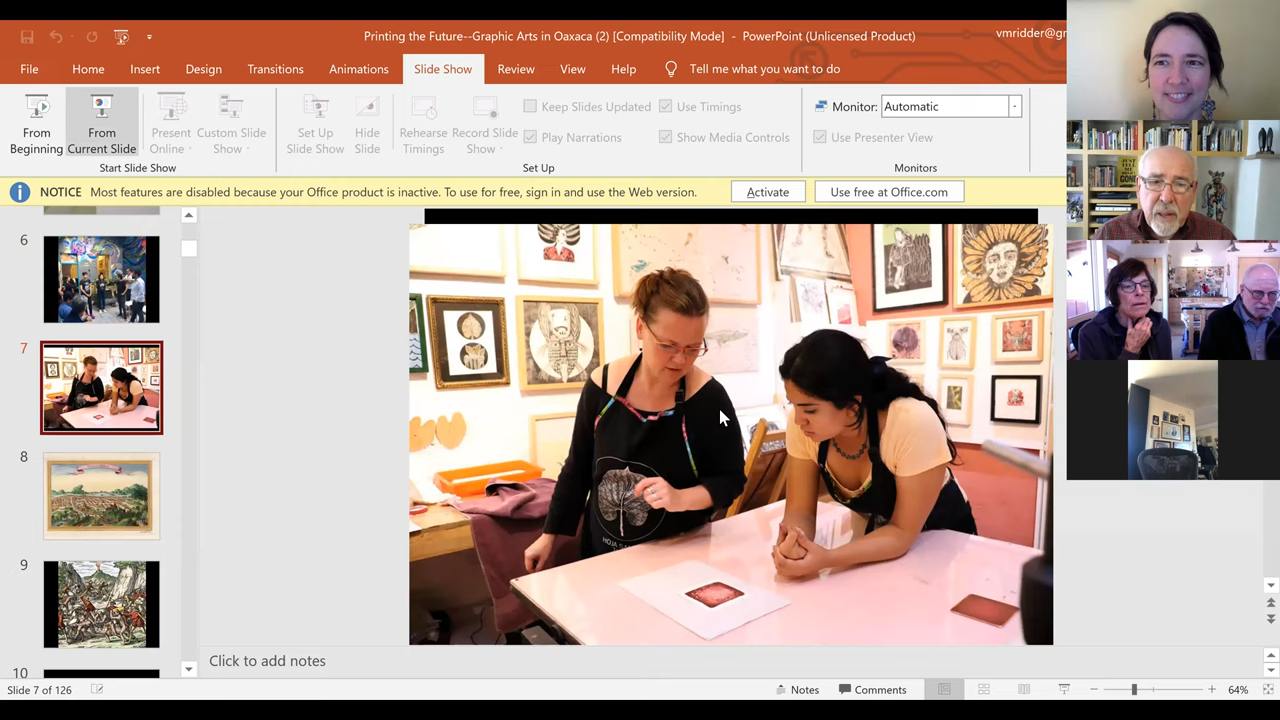 Printing the Future--Graphic Arts in Oaxaca (2) [Compatibility Mode] - PowerPoint (Unlicensed Product)
vmridder@gr
File Home Insert Design Transitions Animations Slide Show Review View Help Tell me what you want to do
From Beginning
From Current Slide
Present Online
Custom Slide Show
Set Up Slide Show
Hide Slide
Rehearse Timings
Record Slide Show
Keep Slides Updated
Play Narrations
Use Timings
Show Media Controls
Monitor: Automatic
Use Presenter View
Start Slide Show
Set Up
Monitors
NOTICE Most features are disabled because your Office product is inactive. To use for free, sign in and use the Web version. Activate Use free at Office.com
6
7
8
9
10
JUST TELL
GONE
Click to add notes
Slide 7 of 126
Notes
Comments
64%